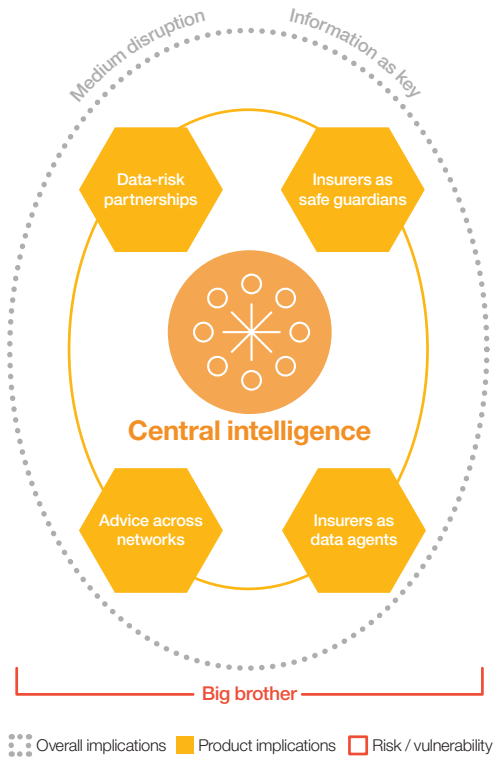 Medium disruption
Information as key
Data-risk
partnerships
Insurers as
safe guardians
Central intelligence
Advice across
networks
Insurers as
data agents
Big brother
Overall implications
Product implications
Risk / vulnerability